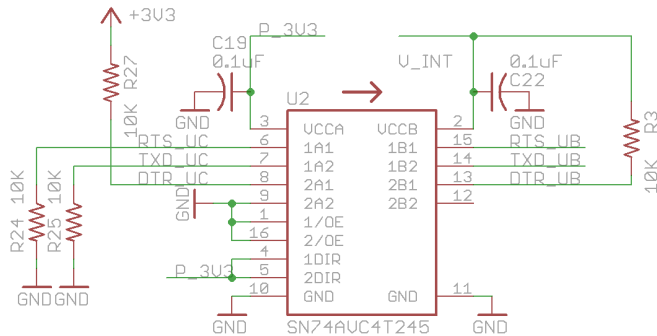 +3V3
P_3V3
C19
0.1uF
GND
R27
10K
V_INT
0.1uF
C22
GND
R3
10K
U2
3 VCCA VCCB 2
RTS_UC 6 1A1 1B1 15 RTS_UB
TXD_UC 7 1A2 1B2 14 TXD_UB
DTR_UC 8 2A1 2B1 13 DTR_UB
GND 9 2A2 2B2 12
1 1/OE
16 2/OE
4 1DIR
P_3V3 5 2DIR
10 GND GND 11
R24 10K
R25 10K
GND GND
GND
GND
SN74AVC4T245